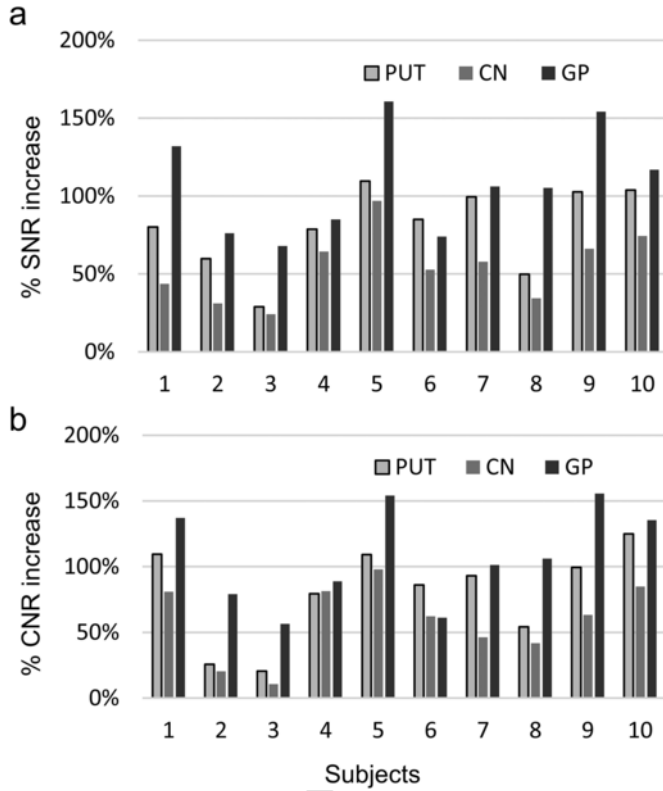 a
200%
PUT CN GP
150%
100%
50%
0%
% SNR increase
1 2 3 4 5 6 7 8 9 10
b
200%
PUT CN GP
150%
100%
50%
0%
% CNR increase
1 2 3 4 5 6 7 8 9 10
Subjects